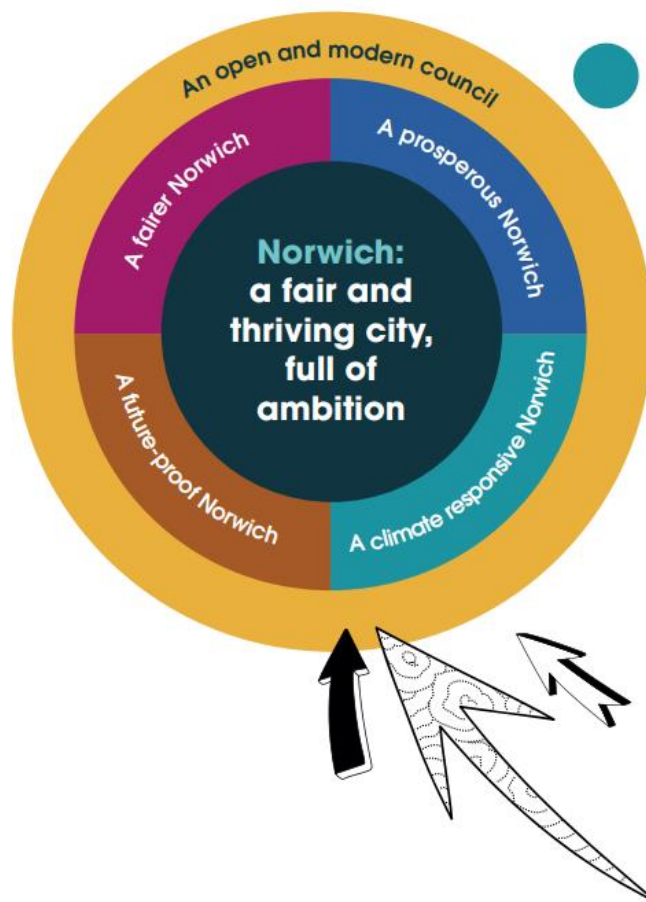 An open and modern council
A fairer Norwich
A prosperous Norwich
Norwich:
a fair and
thriving city,
full of
ambition
A future-proof Norwich
A climate responsive Norwich